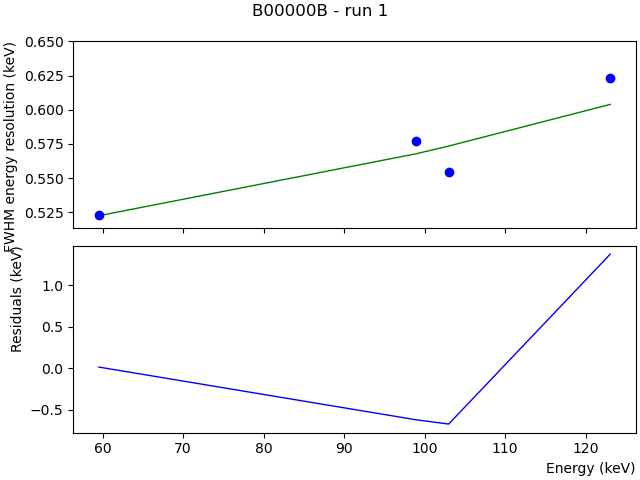 B00000B - run 1
FWHM energy resolution (keV)
0.650
0.625
0.600
0.575
0.550
0.525
Residuals (keV)
1.0
0.5
0.0
−0.5
60 70 80 90 100 110 120
Energy (keV)